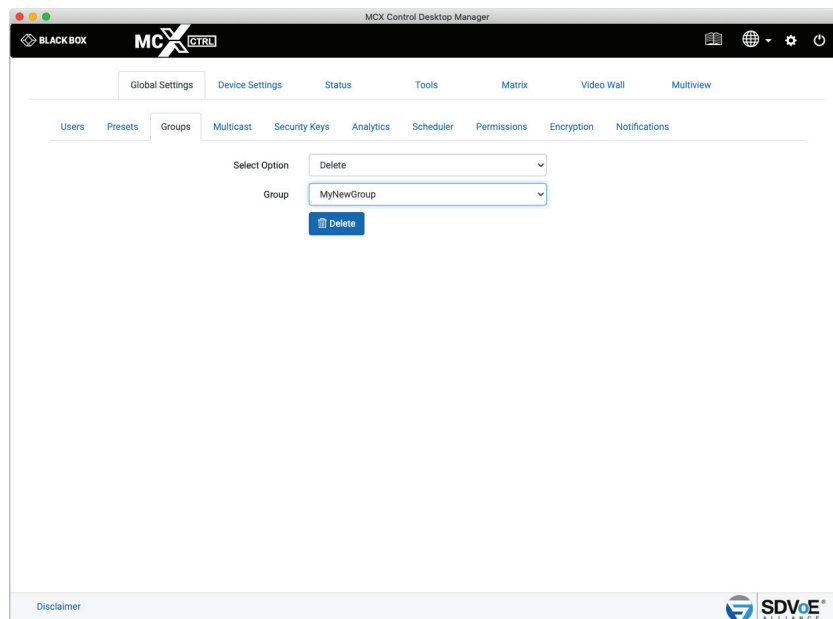 MCX Control Desktop Manager
BLACK BOX MCX CTRL
Global Settings Device Settings Status Tools Matrix Video Wall Multiview
Users Presets Groups Multicast Security Keys Analytics Scheduler Permissions Encryption Notifications
Select Option Delete
Group MyNewGroup
Delete
Disclaimer
SDVoE®
ALLIANCE